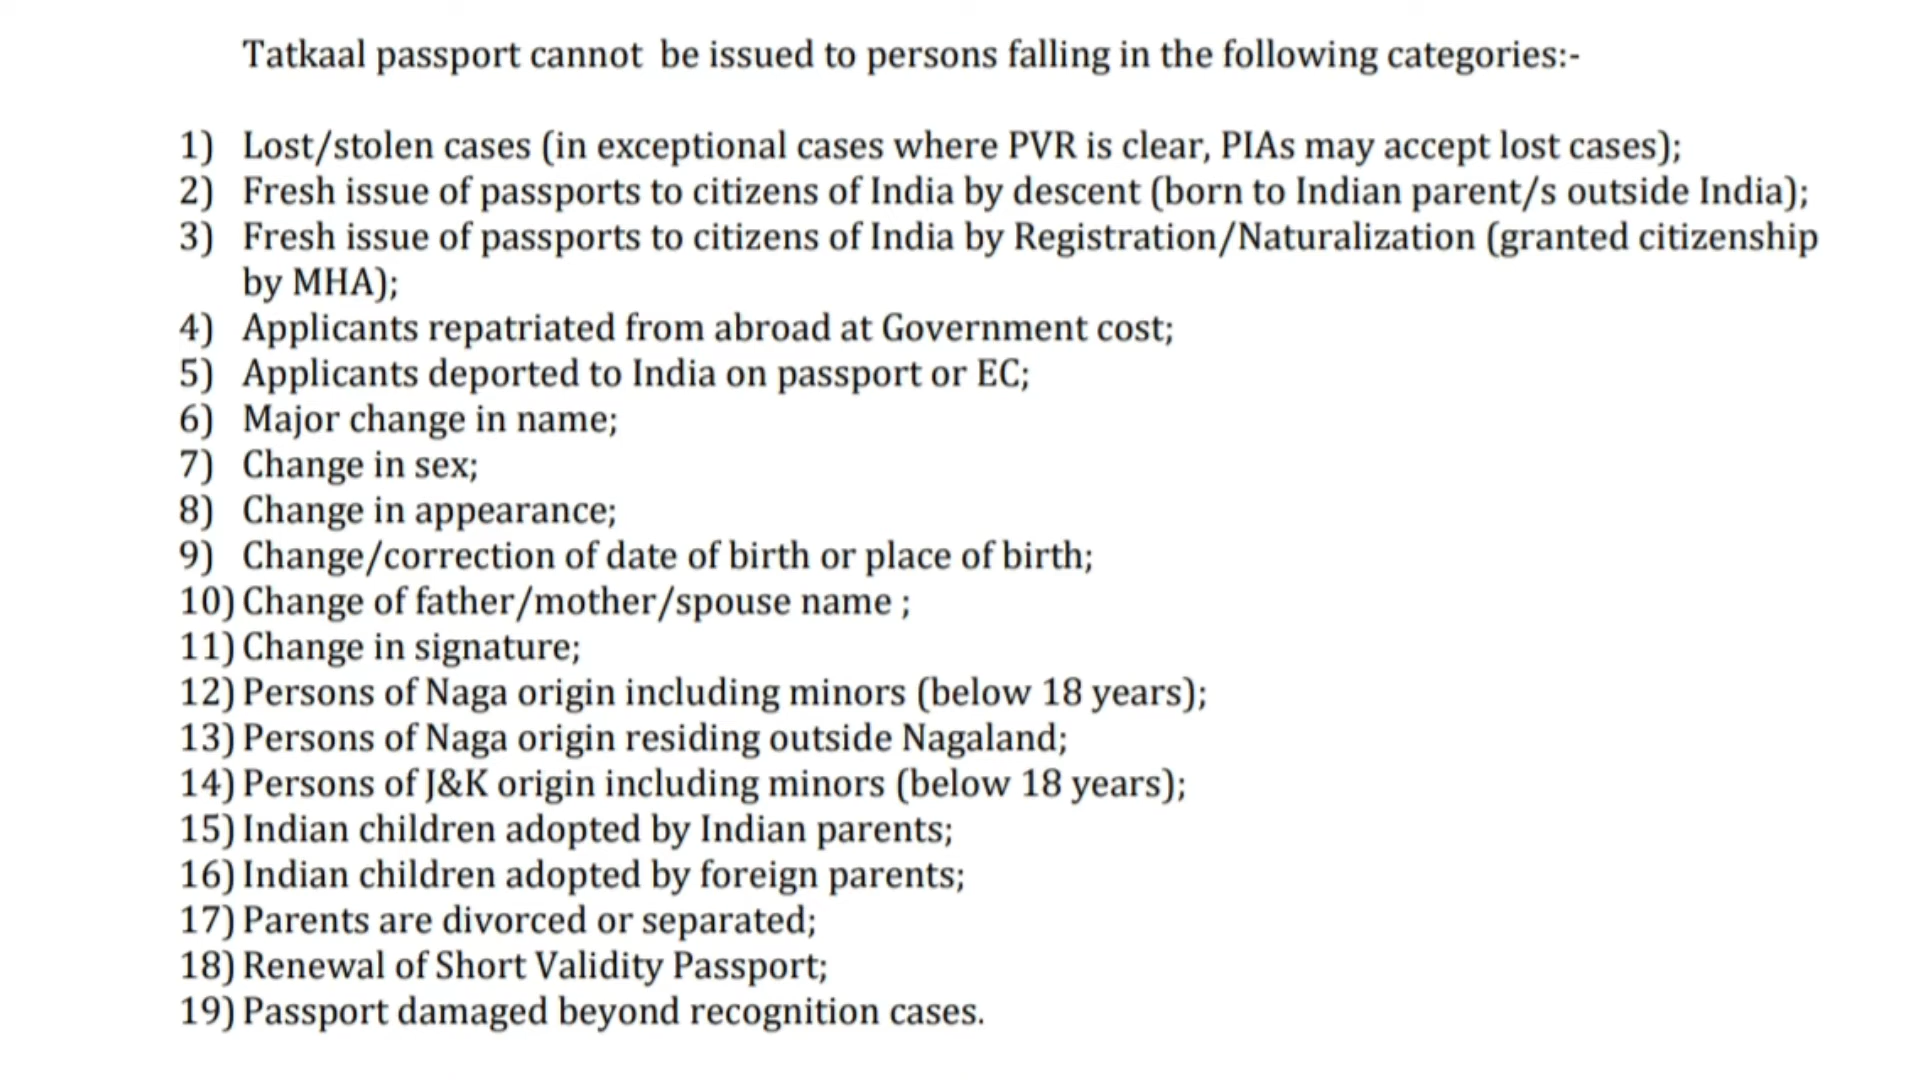 Tatkaal passport cannot be issued to persons falling in the following categories:-
1) Lost/stolen cases (in exceptional cases where PVR is clear, PIAs may accept lost cases);
2) Fresh issue of passports to citizens of India by descent (born to Indian parent/s outside India);
3) Fresh issue of passports to citizens of India by Registration/Naturalization (granted citizenship
by MHA);
4) Applicants repatriated from abroad at Government cost;
5) Applicants deported to India on passport or EC;
6) Major change in name;
7) Change in sex;
8) Change in appearance;
9) Change/correction of date of birth or place of birth;
10) Change of father/mother/spouse name ;
11) Change in signature;
12) Persons of Naga origin including minors (below 18 years);
13) Persons of Naga origin residing outside Nagaland;
14) Persons of J&K origin including minors (below 18 years);
15) Indian children adopted by Indian parents;
16) Indian children adopted by foreign parents;
17) Parents are divorced or separated;
18) Renewal of Short Validity Passport;
19) Passport damaged beyond recognition cases.